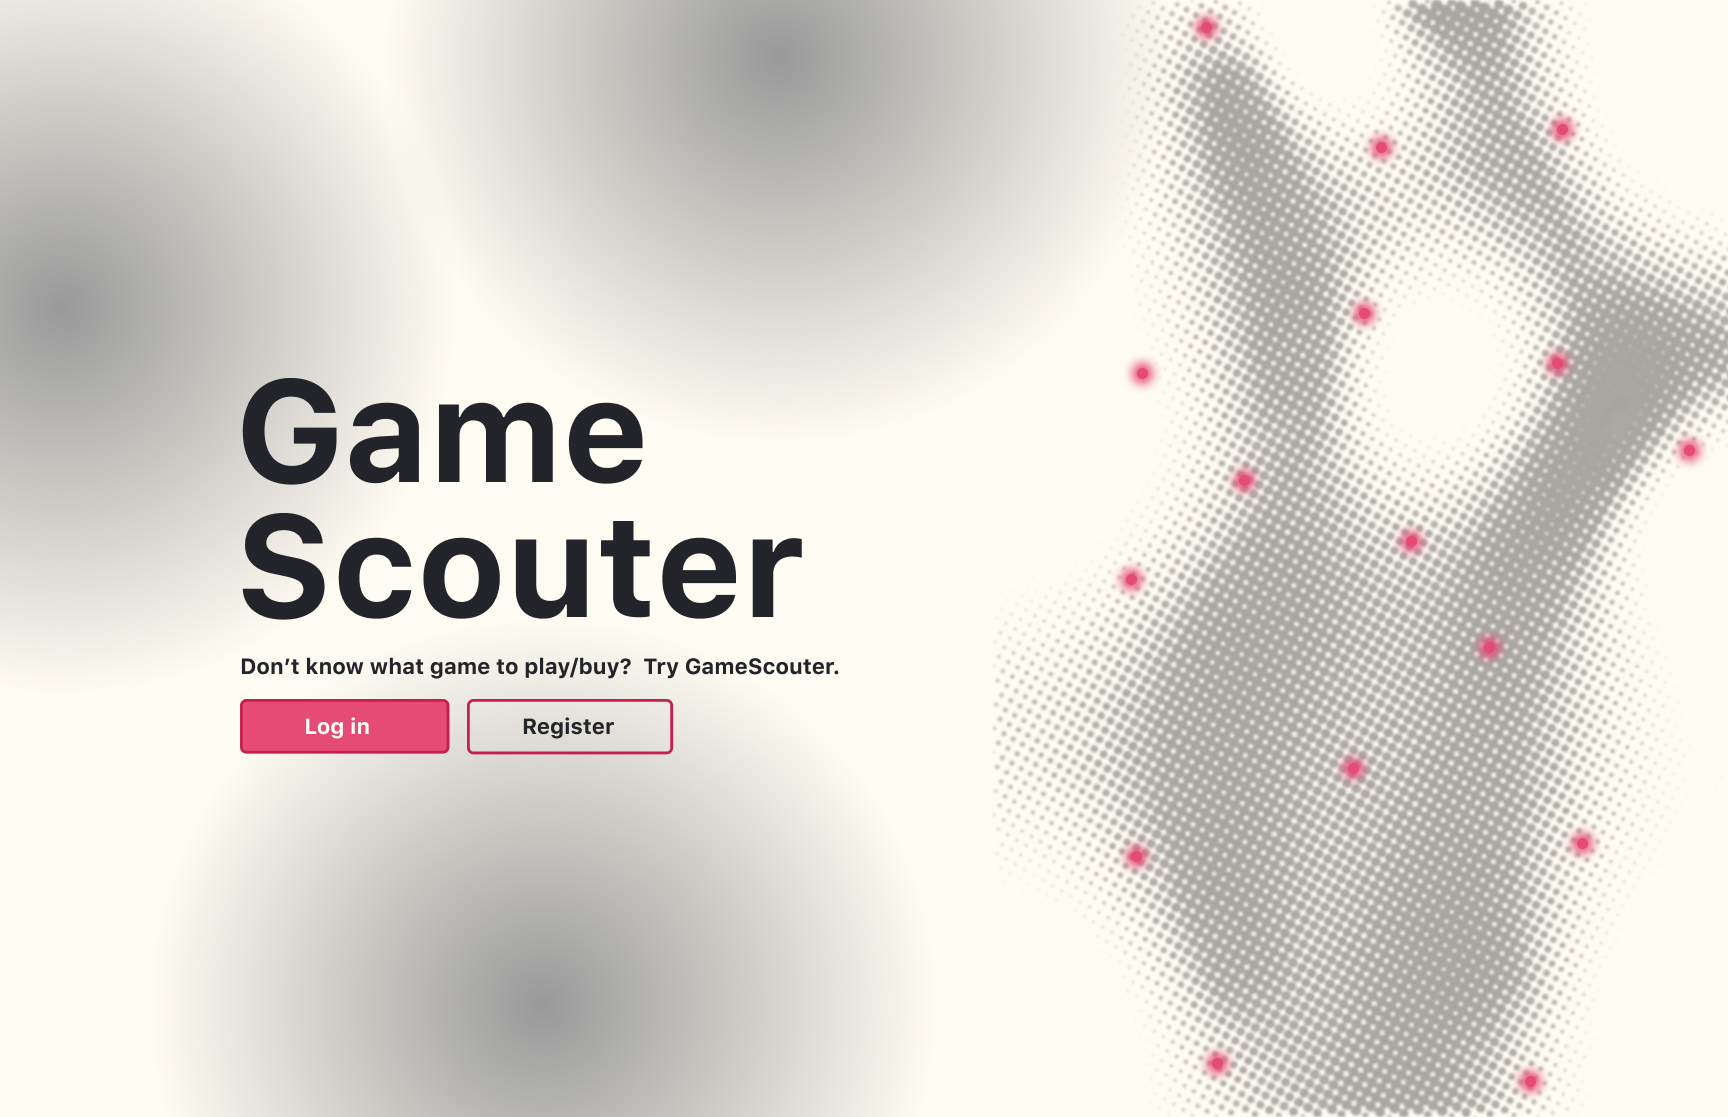 Game
Scouter
Don’t know what game to play/buy?  Try GameScouter.
Log in
Register